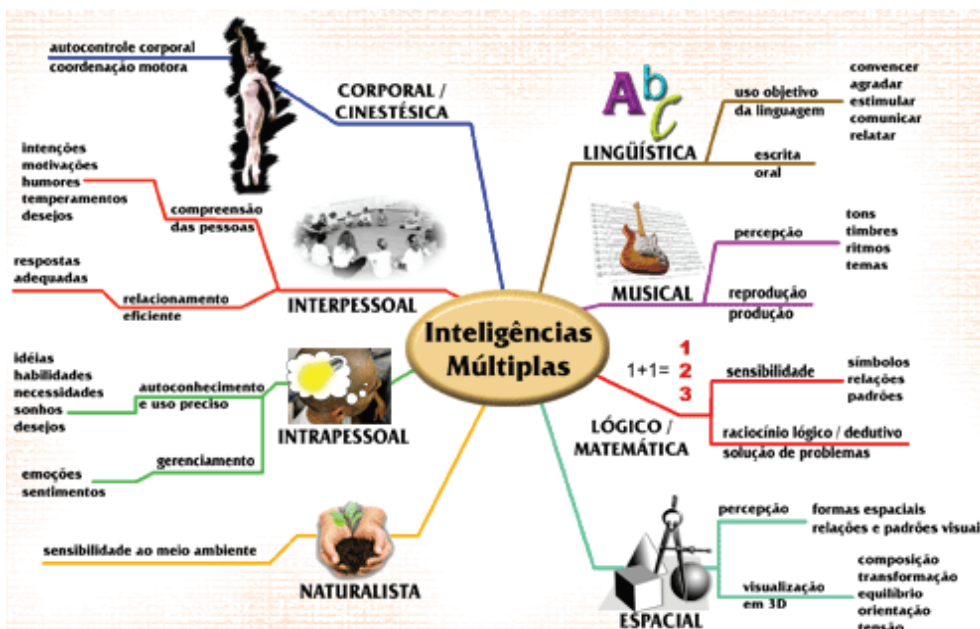 autocontrole corporal
coordenação motora
CORPORAL /
CINESTÉSICA
intenções
motivações
humores
temperamentos
desejos
compreensão
das pessoas
respostas
adequadas
relacionamento
eficiente
INTERPESSOAL
idéias
habilidades
necessidades
sonhos
desejos
autoconhecimento
e uso preciso
emoções
sentimentos
gerenciamento
INTRAPESSOAL
sensibilidade ao meio ambiente
NATURALISTA
Inteligências
Múltiplas
AbC
LINGÜÍSTICA
uso objetivo
da linguagem
convencer
agradar
estimular
comunicar
relatar
escrita
oral
MUSICAL
percepção
tons
timbres
ritmos
temas
reprodução
produção
1+1=
1
2
3
LÓGICO /
MATEMÁTICA
sensibilidade
símbolos
relações
padrões
raciocínio lógico / dedutivo
solução de problemas
ESPACIAL
percepção
formas espaciais
relações e padrões visuai
visualização
em 3D
composição
transformação
equilíbrio
orientação
tensão